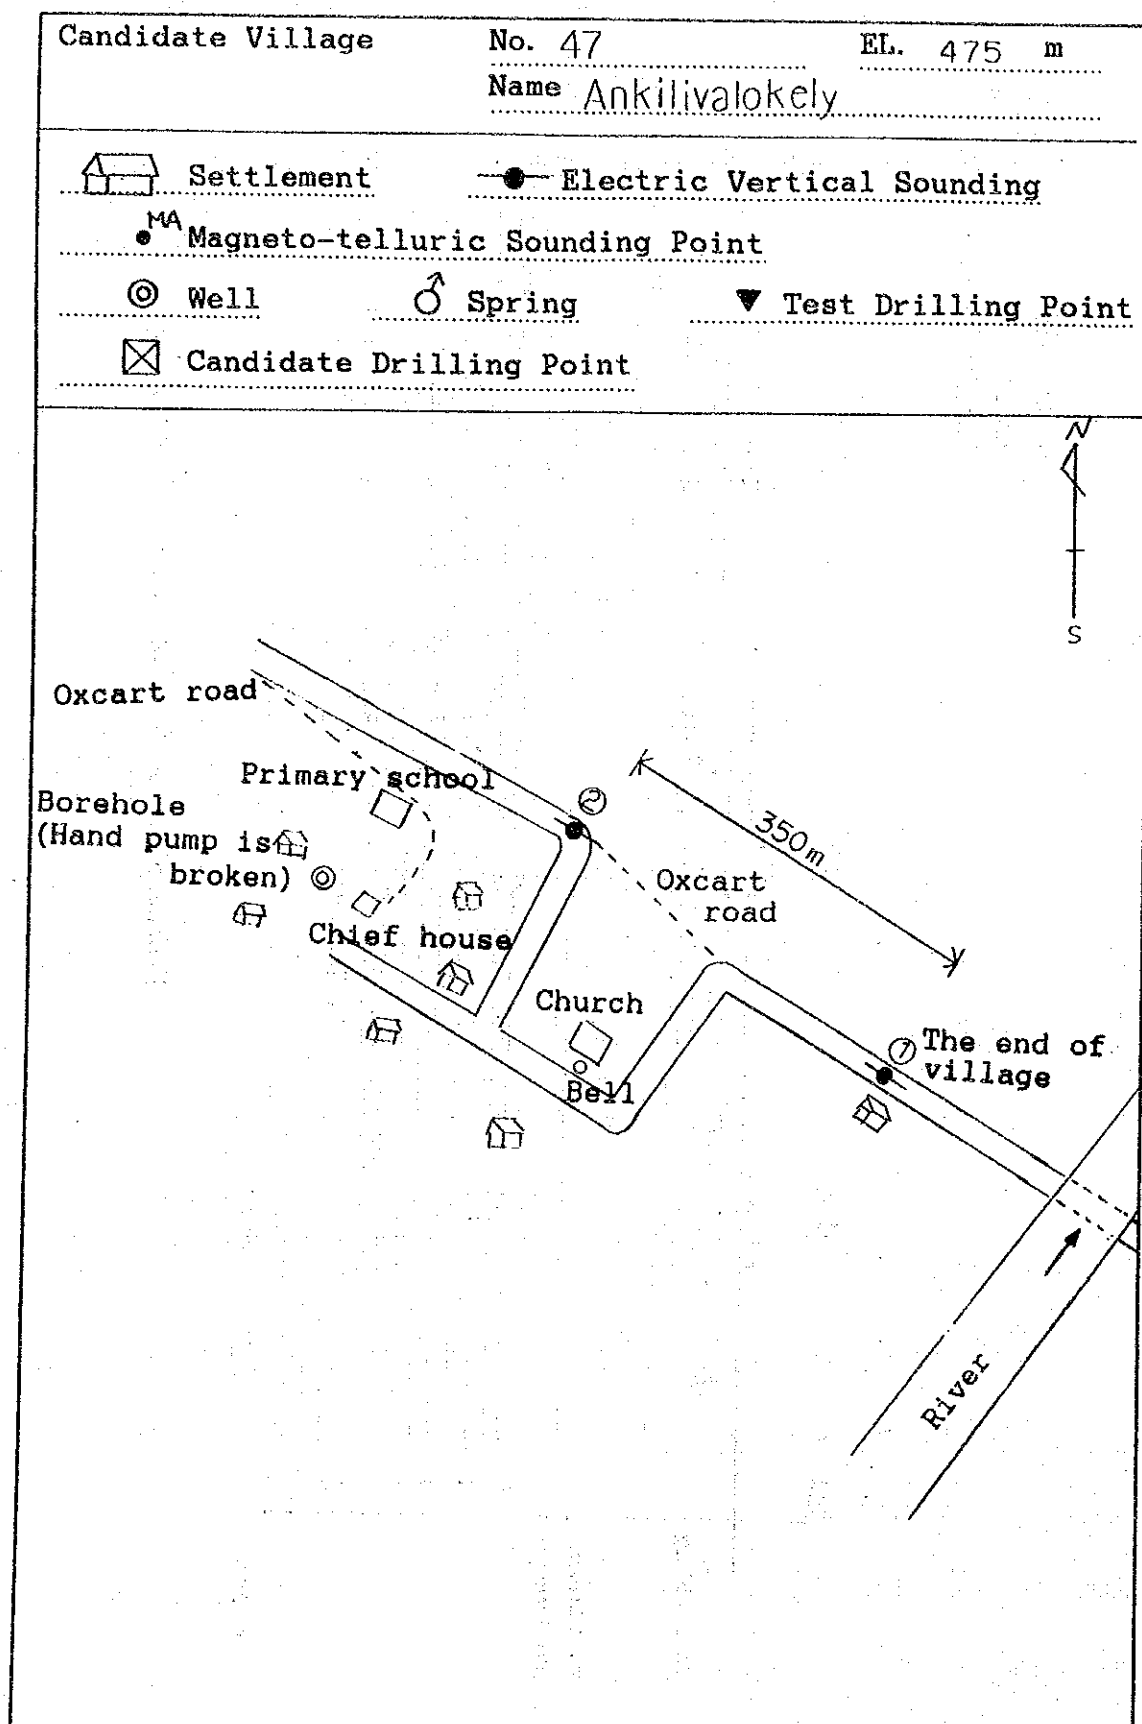 Candidate Village No. 47 EL. 475 m
Name Ankilivalokely
Settlement Electric Vertical Sounding
MA Magneto-telluric Sounding Point
Well Spring Test Drilling Point
Candidate Drilling Point
N
S
Oxcart road
Primary school
②
350m
Borehole
(Hand pump is
broken)
Oxcart
road
Chief house
Church
Bell
① The end of
village
River